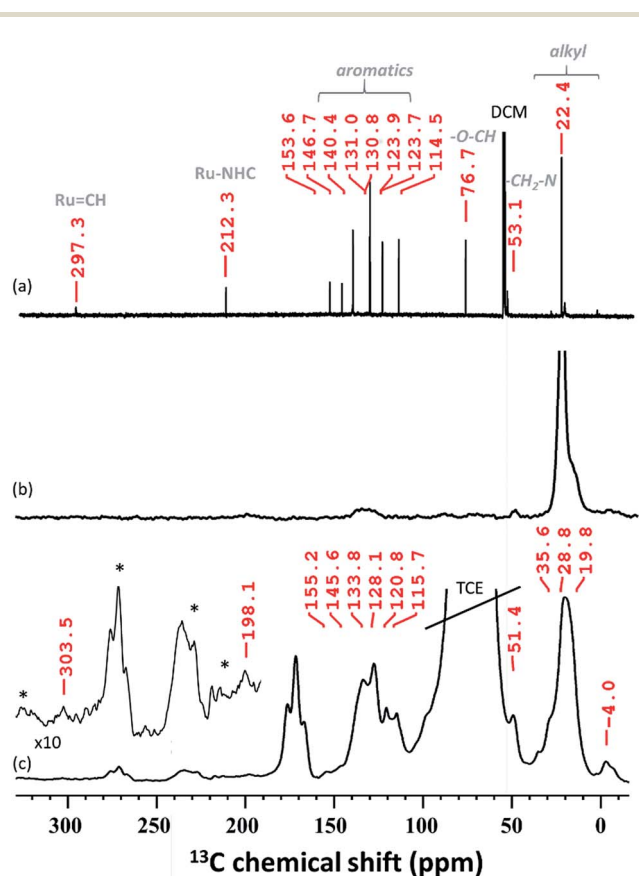 alkyl
aromatics
153.6
146.7
140.4
131.0
130.8
123.9
123.7
114.5
-O-CH
76.7
DCM
-CH2-N
53.1
22.4
Ru=CH
297.3
Ru-NHC
212.3
(a)
(b)
155.2
145.6
133.8
128.1
120.8
115.7
TCE
35.6
28.8
19.8
51.4
-4.0
*
*
*
*
303.5
198.1
x10
(c)
300 250 200 150 100 50 0
13C chemical shift (ppm)